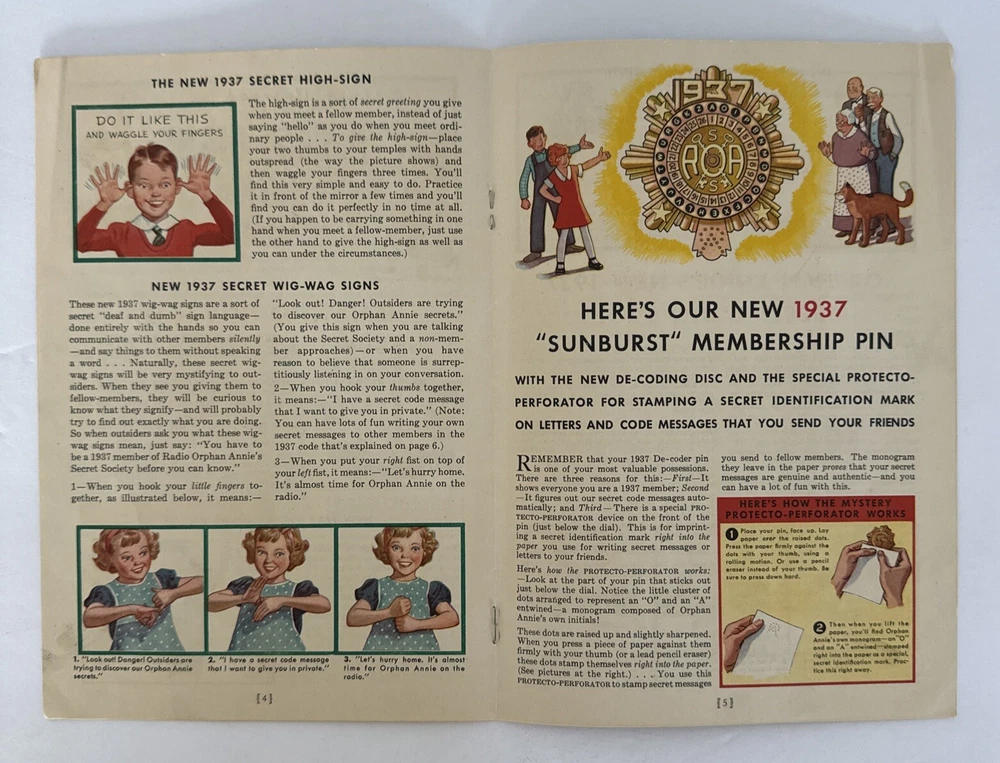 THE NEW 1937 SECRET HIGH-SIGN
DO IT LIKE THIS
AND WAGGLE YOUR FINGERS
The high-sign is a sort of secret greeting you give
when you meet a fellow member, instead of just
saying "hello" as you do when you meet ordi-
nary people . . . To give the high-sign—place
your two thumbs to your temples with hands
outspread (the way the picture shows) and
then waggle your fingers three times. You'll
find this very simple and easy to do. Practice
it in front of the mirror a few times and you'll
find you can do it perfectly in no time at all.
(If you happen to be carrying something in one
hand when you meet a fellow-member, just use
the other hand to give the high-sign as well as
you can under the circumstances.)
NEW 1937 SECRET WIG-WAG SIGNS
These new 1937 wig-wag signs are a sort of
secret "deaf and dumb" sign language—
done entirely with the hands so you can
communicate with other members silently
—and say things to them without speaking
a word . . . Naturally, these secret wig-
wag signs will be very mystifying to out-
siders. When they see you giving them to
fellow-members, they will be curious to
know what they signify—and will probably
try to find out exactly what you are doing.
So when outsiders ask you what these wig-
wag signs mean, just say: "You have to
be a 1937 member of Radio Orphan Annie's
Secret Society before you can know."
1—When you hook your little fingers to-
gether, as illustrated below, it means:—
"Look out! Danger! Outsiders are trying
to discover our Orphan Annie secrets."
(You give this sign when you are talking
about the Secret Society and a non-mem-
ber approaches)—or when you have
reason to believe that someone is surrep-
titiously listening in on your conversation.
2—When you hook your thumbs together,
it means:—"I have a secret code message
that I want to give you in private." (Note:
You can have lots of fun writing your own
secret messages to other members in the
1937 code that's explained on page 6.)
3—When you put your right fist on top of
your left fist, it means:—"Let's hurry home.
It's almost time for Orphan Annie on the
radio."
1. "Look out! Danger! Outsiders are
trying to discover our Orphan Annie
secrets."
2. "I have a secret code message
that I want to give you in private."
3. "Let's hurry home. It's almost
time for Orphan Annie on the
radio."
[4]
1937
ROA
HERE'S OUR NEW 1937
"SUNBURST" MEMBERSHIP PIN
WITH THE NEW DE-CODING DISC AND THE SPECIAL PROTECTO-
PERFORATOR FOR STAMPING A SECRET IDENTIFICATION MARK
ON LETTERS AND CODE MESSAGES THAT YOU SEND YOUR FRIENDS
REMEMBER that your 1937 De-coder pin
is one of your most valuable possessions.
There are three reasons for this:—First—It
shows everyone you are a 1937 member; Second
—It figures out our secret code messages auto-
matically; and Third—There is a special PRO-
TECTO-PERFORATOR device on the front of the
pin (just below the dial). This is for imprint-
ing a secret identification mark right into the
paper you use for writing secret messages or
letters to your friends.
Here's how the PROTECTO-PERFORATOR works:
—Look at the part of your pin that sticks out
just below the dial. Notice the little cluster of
dots arranged to represent an "O" and an "A"
entwined—a monogram composed of Orphan
Annie's own initials!
These dots are raised up and slightly sharpened.
When you press a piece of paper against them
firmly with your thumb (or a lead pencil eraser)
these dots stamp themselves right into the paper.
(See pictures at the right.) . . . You use this
PROTECTO-PERFORATOR to stamp secret messages
you send to fellow members. The monogram
they leave in the paper proves that your secret
messages are genuine and authentic—and you
can have a lot of fun with this.
HERE'S HOW THE MYSTERY
PROTECTO-PERFORATOR WORKS
1 Place your pin, face up. Lay
paper over the raised dots.
Press the paper firmly against the
dots with your thumb, using a
rolling motion. Or use a pencil
eraser instead of your thumb. Be
sure to press down hard.
2 Then when you lift the
paper, you'll find Orphan
Annie's own monogram—an "O"
and an "A" entwined—stamped
right into the paper as a special,
secret identification mark. Prac-
tice this right away.
[5]